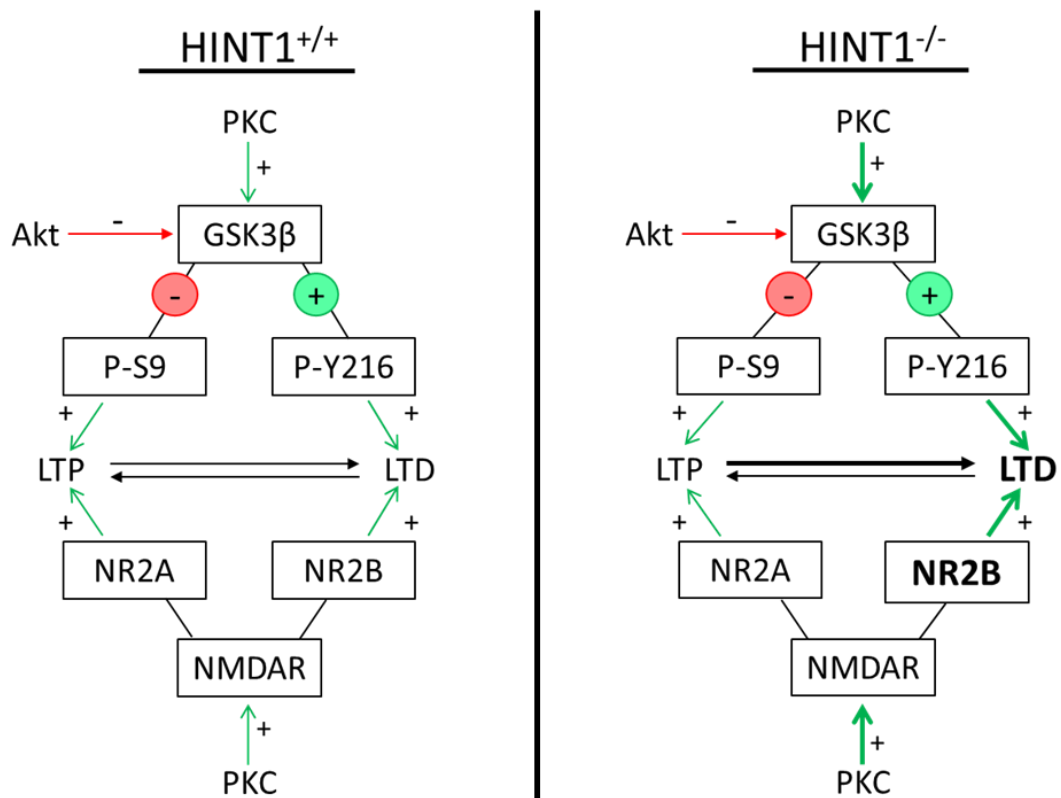 HINT1+/+
PKC
+
-
Akt
GSK3β
-
+
P-S9
P-Y216
+
+
LTP
LTD
+
+
NR2A
NR2B
NMDAR
+
PKC
HINT1-/-
PKC
+
-
Akt
GSK3β
-
+
P-S9
P-Y216
+
+
LTP
LTD
+
+
NR2A
NR2B
NMDAR
+
PKC